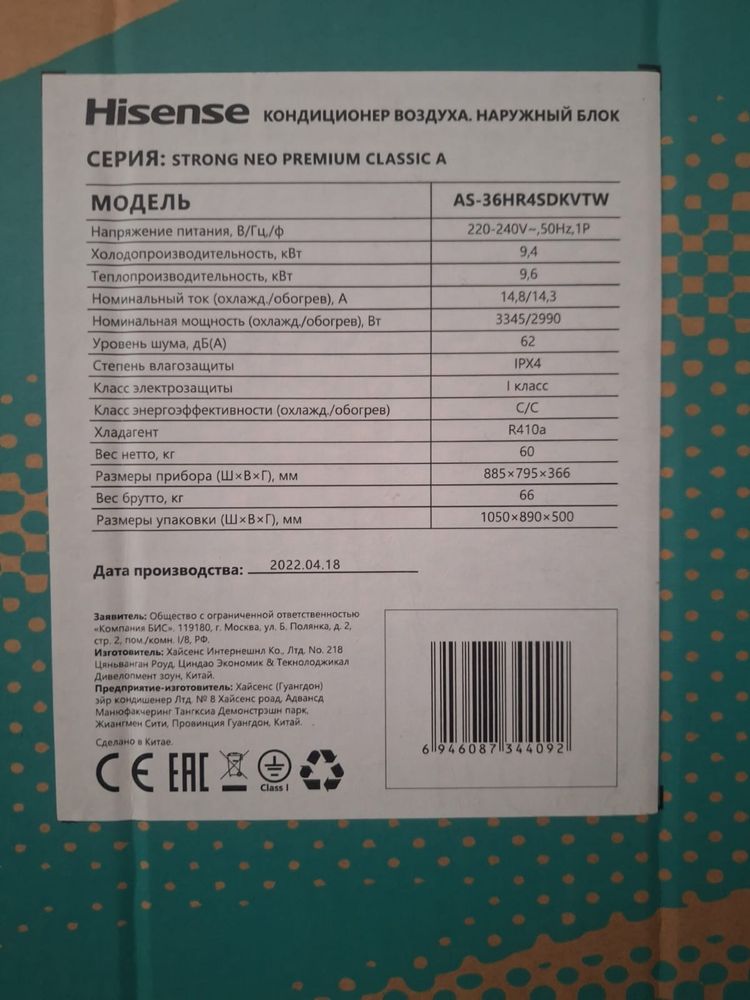 Hisense КОНДИЦИОНЕР ВОЗДУХА. НАРУЖНЫЙ БЛОК
СЕРИЯ: STRONG NEO PREMIUM CLASSIC A
МОДЕЛЬ AS-36HR4SDKVTW
Напряжение питания, В/Гц/ф 220-240V~,50Hz,1P
Холодопроизводительность, кВт 9,4
Теплопроизводительность, кВт 9,6
Номинальный ток (охлажд./обогрев), А 14,8/14,3
Номинальная мощность (охлажд./обогрев), Вт 3345/2990
Уровень шума, дБ(А) 62
Степень влагозащиты IPX4
Класс электрозащиты I класс
Класс энергоэффективности (охлажд./обогрев) C/C
Хладагент R410a
Вес нетто, кг 60
Размеры прибора (Ш×В×Г), мм 885×795×366
Вес брутто, кг 66
Размеры упаковки (Ш×В×Г), мм 1050×890×500
Дата производства: 2022.04.18
Заявитель: Общество с ограниченной ответственностью
«Компания БИС». 119180, г. Москва, ул. Б. Полянка, д. 2,
стр. 2, пом./комн. I/8, РФ.
Изготовитель: Хайсенс Интернешнл Ко., Лтд. No. 218
Цяньванган Роуд, Циндао Экономик & Текнолоджикал
Дивелопмент зоун, Китай.
Предприятие-изготовитель: Хайсенс (Гуангдон)
эйр кондишенер Лтд. № 8 Хайсенс роад, Адвансд
Манюфакчеринг Тангксиа Демонстрэшн парк,
Жиангмен Сити, Провинция Гуангдон, Китай.
Сделано в Китае.
CE EAC Class I
6 946087 344092